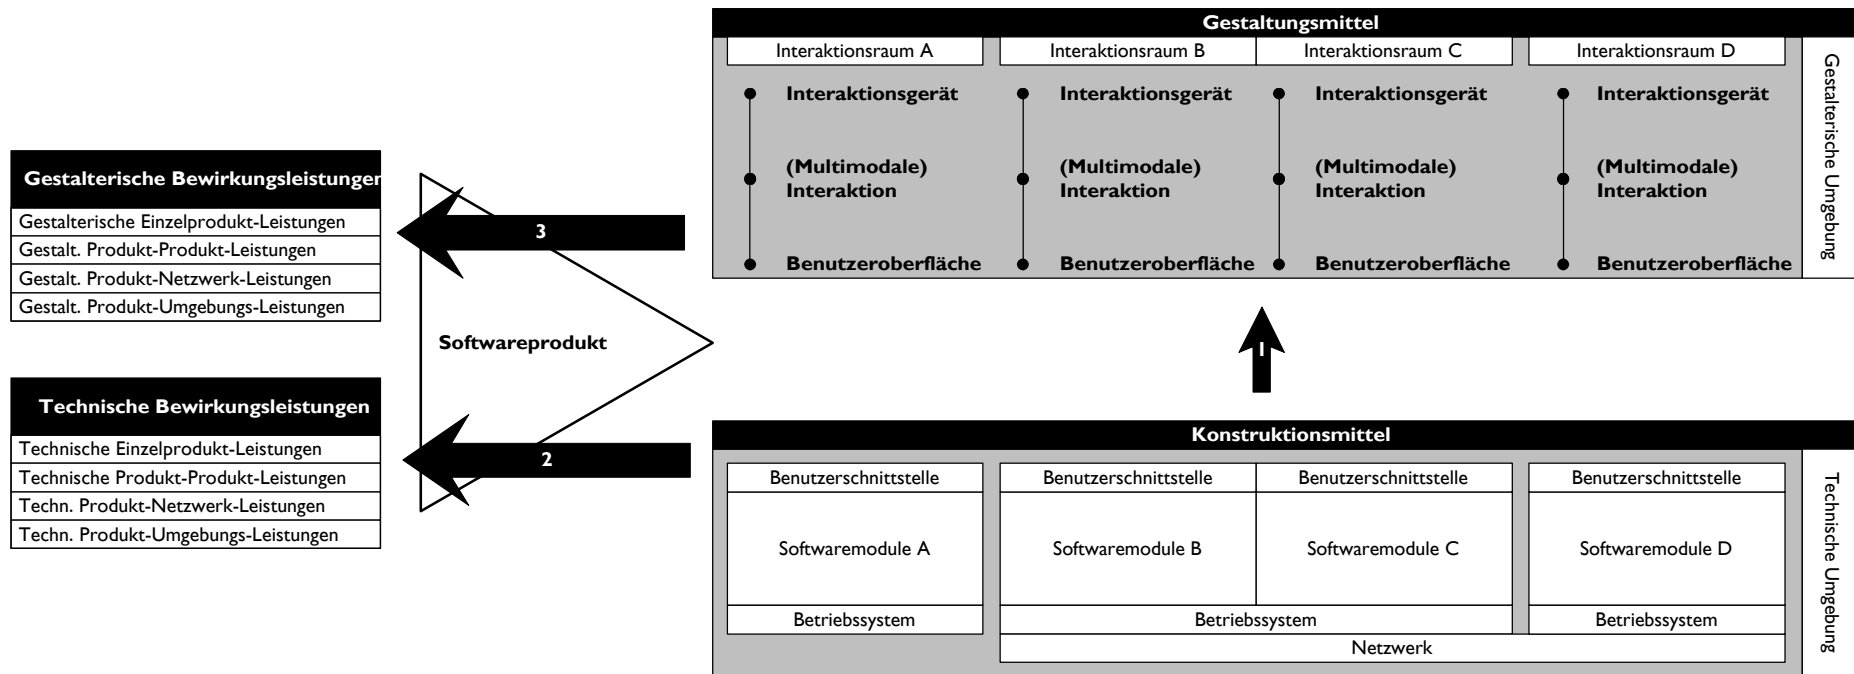 Gestaltungsmittel
Interaktionsraum A
Interaktionsraum B
Interaktionsraum C
Interaktionsraum D
Interaktionsgerät
Interaktionsgerät
Interaktionsgerät
Interaktionsgerät
(Multimodale)
Interaktion
(Multimodale)
Interaktion
(Multimodale)
Interaktion
(Multimodale)
Interaktion
Benutzeroberfläche
Benutzeroberfläche
Benutzeroberfläche
Benutzeroberfläche
Gestalterische Umgebung
Gestalterische Bewirkungsleistungen
Gestalterische Einzelprodukt-Leistungen
Gestalt. Produkt-Produkt-Leistungen
Gestalt. Produkt-Netzwerk-Leistungen
Gestalt. Produkt-Umgebungs-Leistungen
3
Softwareprodukt
1
Technische Bewirkungsleistungen
Technische Einzelprodukt-Leistungen
Technische Produkt-Produkt-Leistungen
Techn. Produkt-Netzwerk-Leistungen
Techn. Produkt-Umgebungs-Leistungen
2
Konstruktionsmittel
Benutzerschnittstelle
Benutzerschnittstelle
Benutzerschnittstelle
Benutzerschnittstelle
Softwaremodule A
Softwaremodule B
Softwaremodule C
Softwaremodule D
Betriebssystem
Betriebssystem
Betriebssystem
Netzwerk
Technische Umgebung